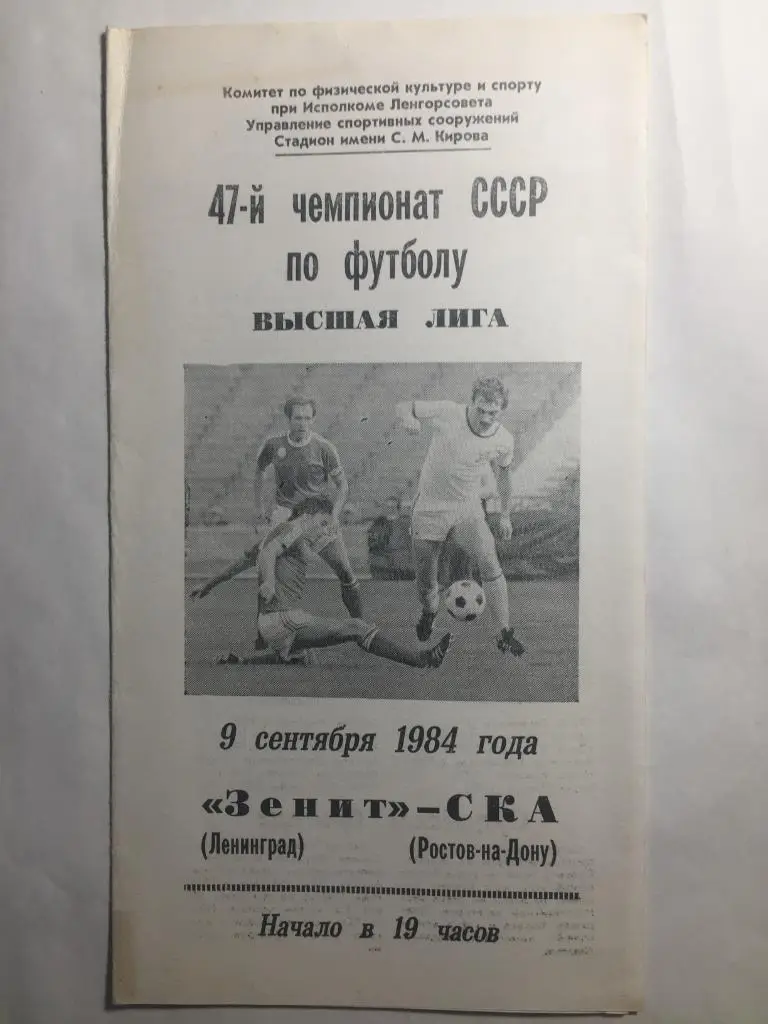 Комитет по физической культуре и спорту
при Исполкоме Ленгорсовета
Управление спортивных сооружений
Стадион имени С. М. Кирова
47-й чемпионат СССР
по футболу
ВЫСШАЯ ЛИГА
9 сентября 1984 года
«Зенит» – СКА
(Ленинград) (Ростов-на-Дону)
Начало в 19 часов